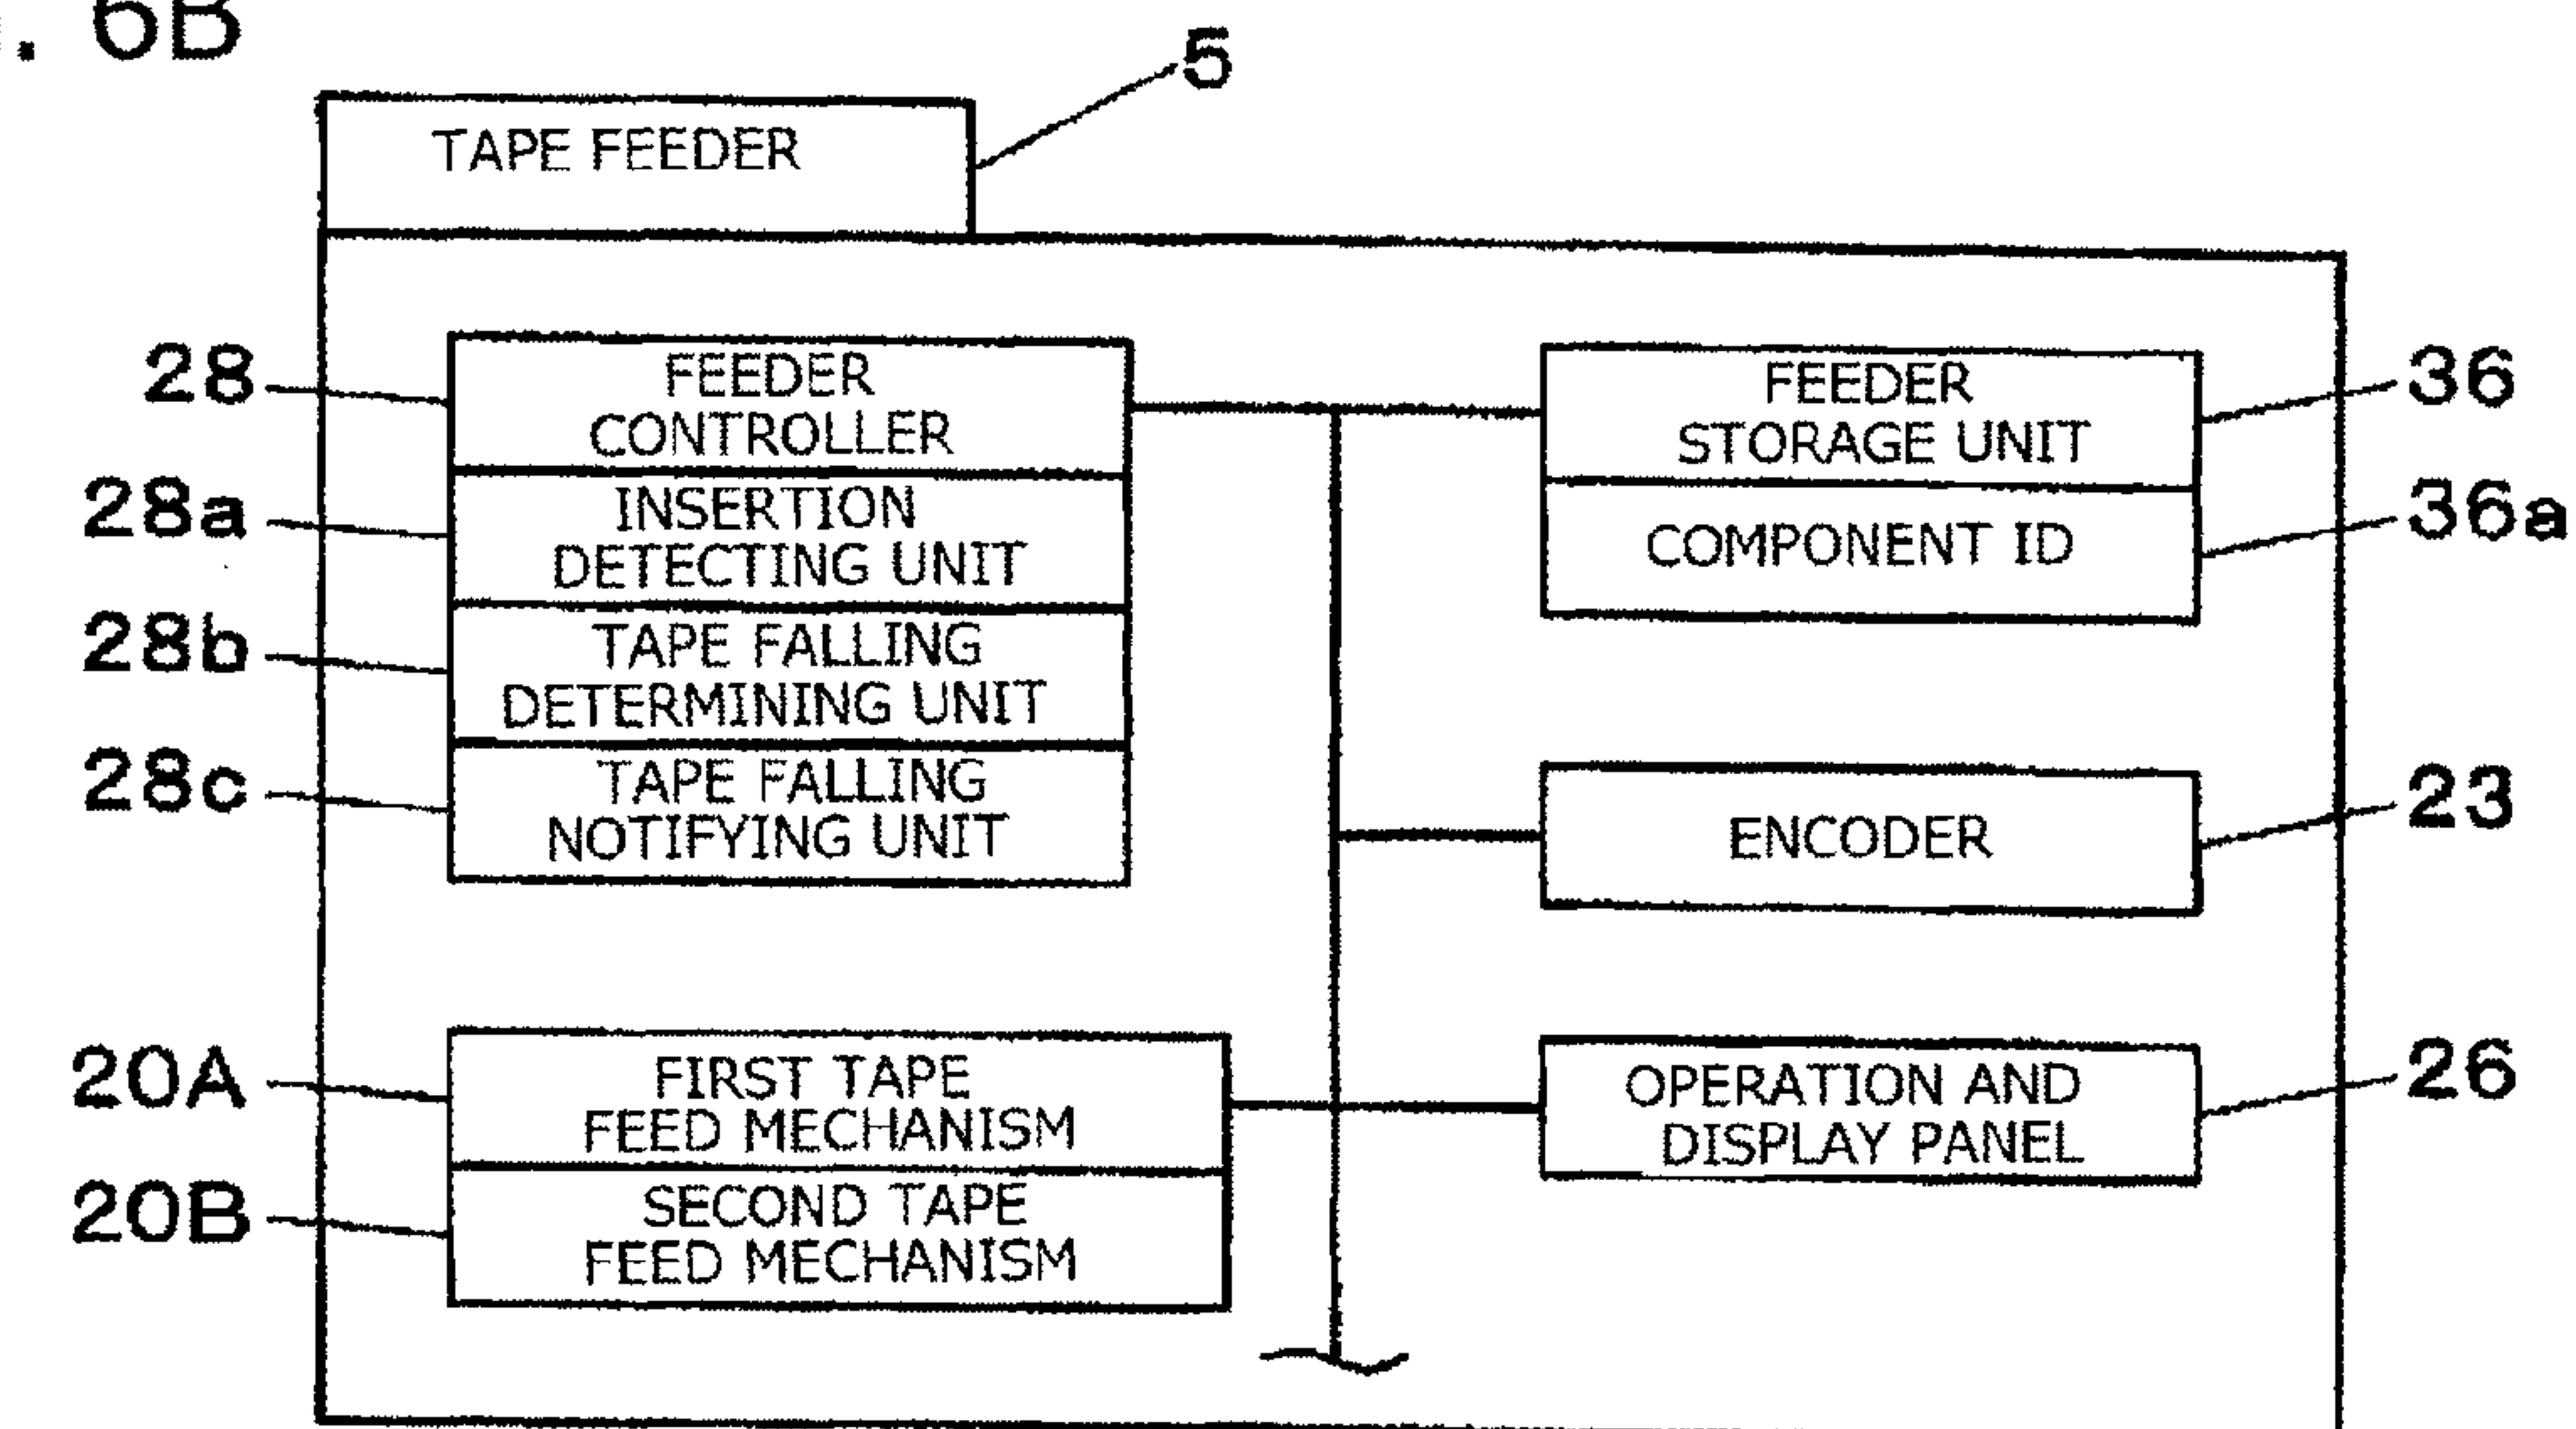 . 6B
5
TAPE FEEDER
28
FEEDER
CONTROLLER
28a
INSERTION
DETECTING UNIT
28b
TAPE FALLING
DETERMINING UNIT
28c
TAPE FALLING
NOTIFYING UNIT
20A
FIRST TAPE
FEED MECHANISM
20B
SECOND TAPE
FEED MECHANISM
FEEDER
STORAGE UNIT
36
COMPONENT ID
36a
ENCODER
23
OPERATION AND
DISPLAY PANEL
26